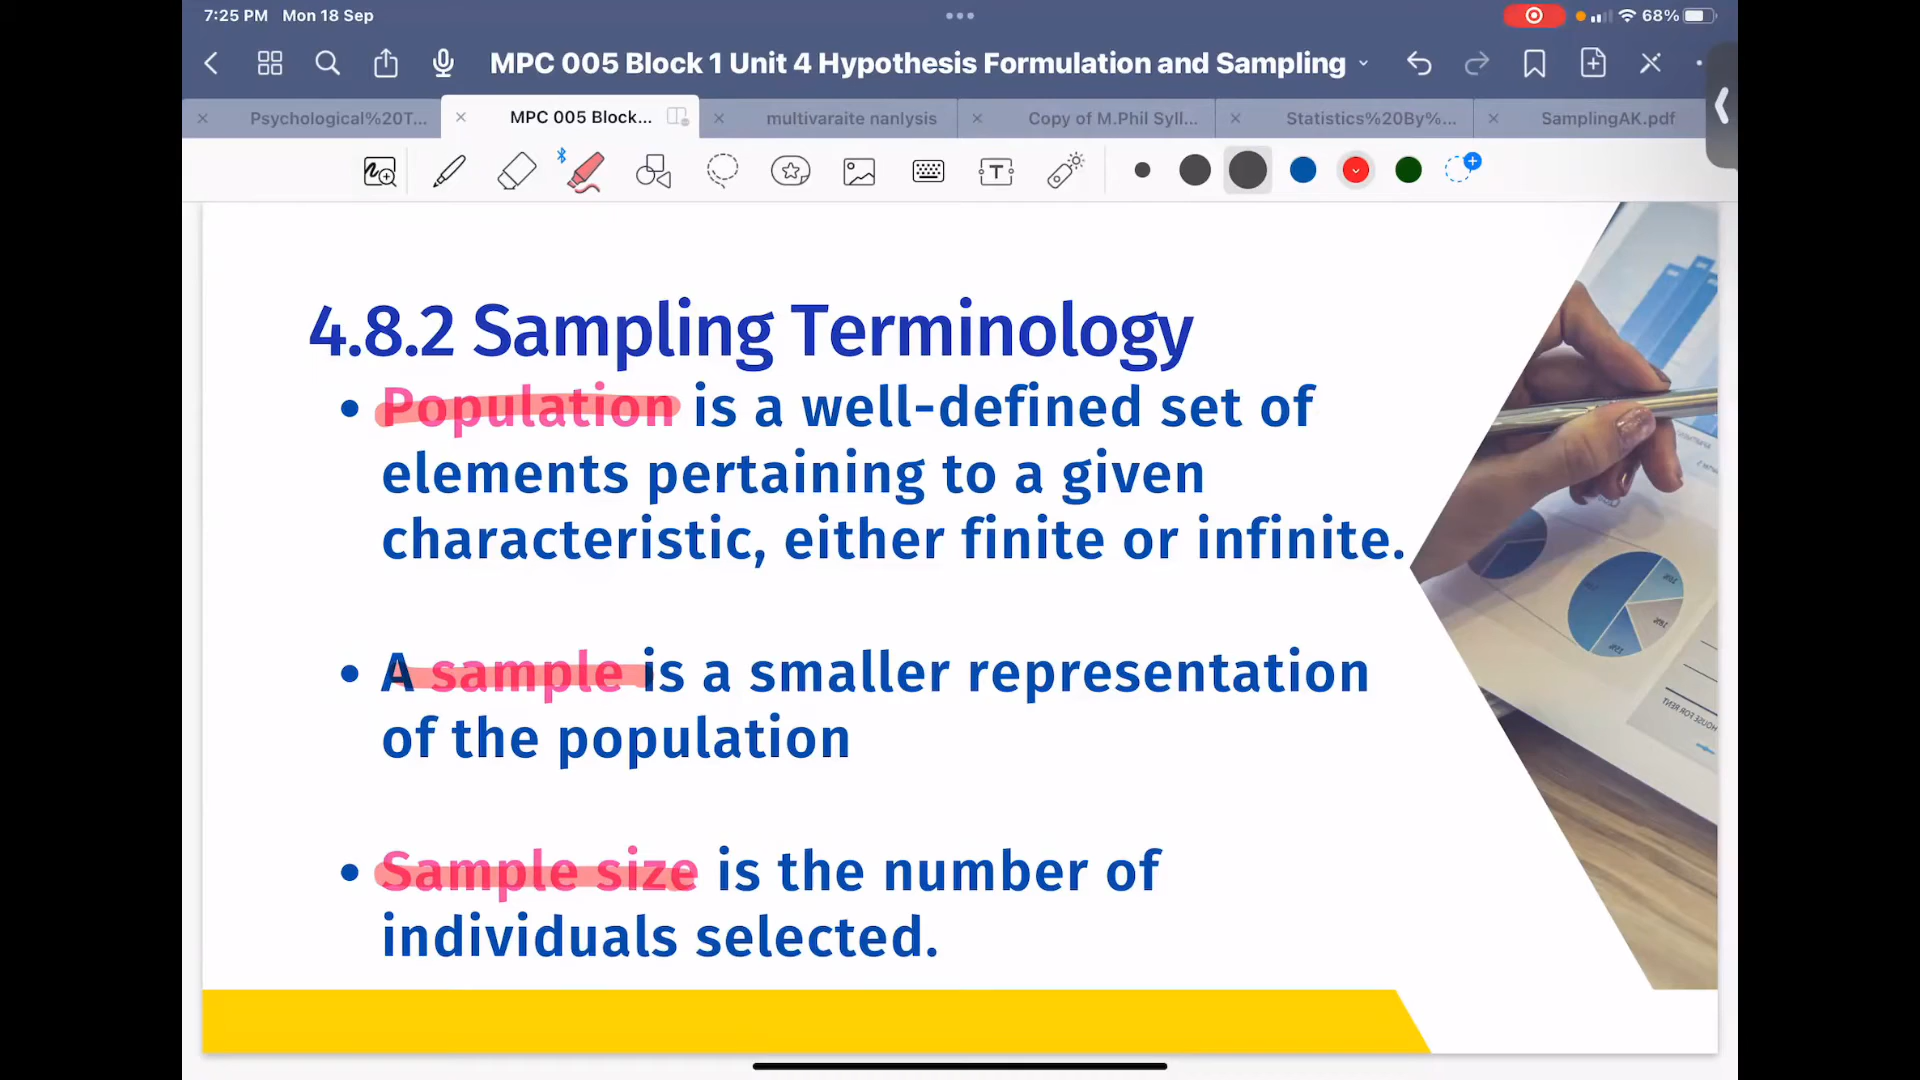 7:25 PM Mon 18 Sep
68%
MPC 005 Block 1 Unit 4 Hypothesis Formulation and Sampling
Psychological%20T...
MPC 005 Block...
multivaraite nanlysis
Copy of M.Phil Syll...
Statistics%20By%...
SamplingAK.pdf
4.8.2 Sampling Terminology
• Population is a well-defined set of
elements pertaining to a given
characteristic, either finite or infinite.
• A sample is a smaller representation
of the population
• Sample size is the number of
individuals selected.
HOUSE FOR RENT